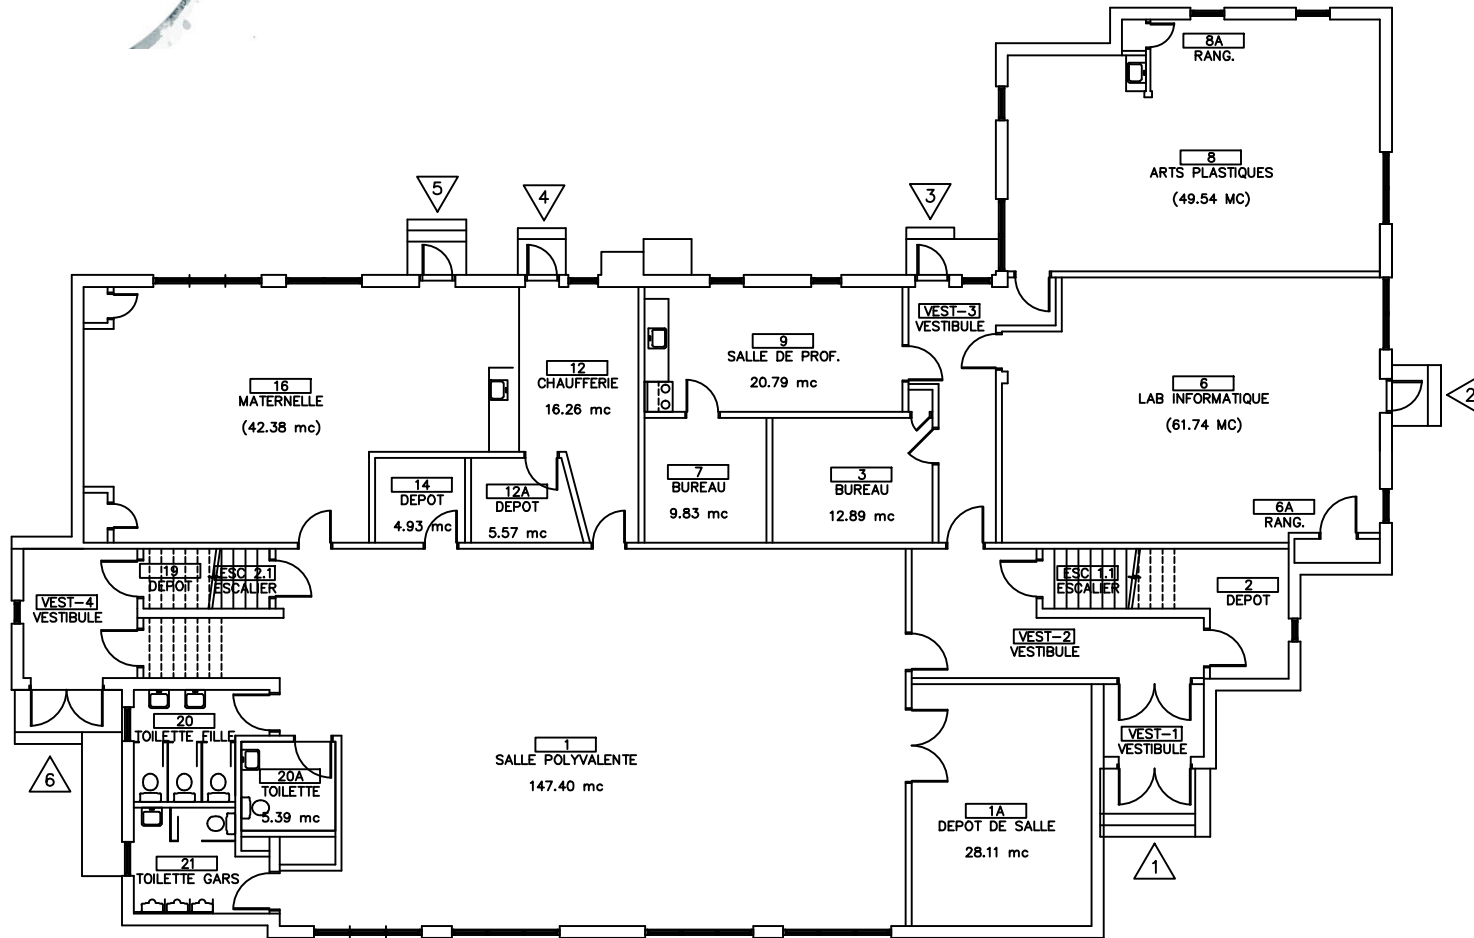 8A
RANG.
8
ARTS PLASTIQUES
(49.54 MC)
5
4
3
VEST-3
VESTIBULE
9
SALLE DE PROF.
20.79 mc
12
CHAUFFERIE
16.26 mc
16
MATERNELLE
(42.38 mc)
6
LAB INFORMATIQUE
(61.74 MC)
2
7
BUREAU
9.83 mc
3
BUREAU
12.89 mc
14
DEPOT
4.93 mc
12A
DEPOT
5.57 mc
6A
RANG.
19
DEPOT
ESC 2.1
ESCALIER
ESC 1.1
ESCALIER
2
DEPOT
VEST-4
VESTIBULE
VEST-2
VESTIBULE
20
TOILETTE FILLE
1
SALLE POLYVALENTE
147.40 mc
VEST-1
VESTIBULE
6
20A
TOILETTE
5.39 mc
1A
DEPOT DE SALLE
28.11 mc
21
TOILETTE GARS
1